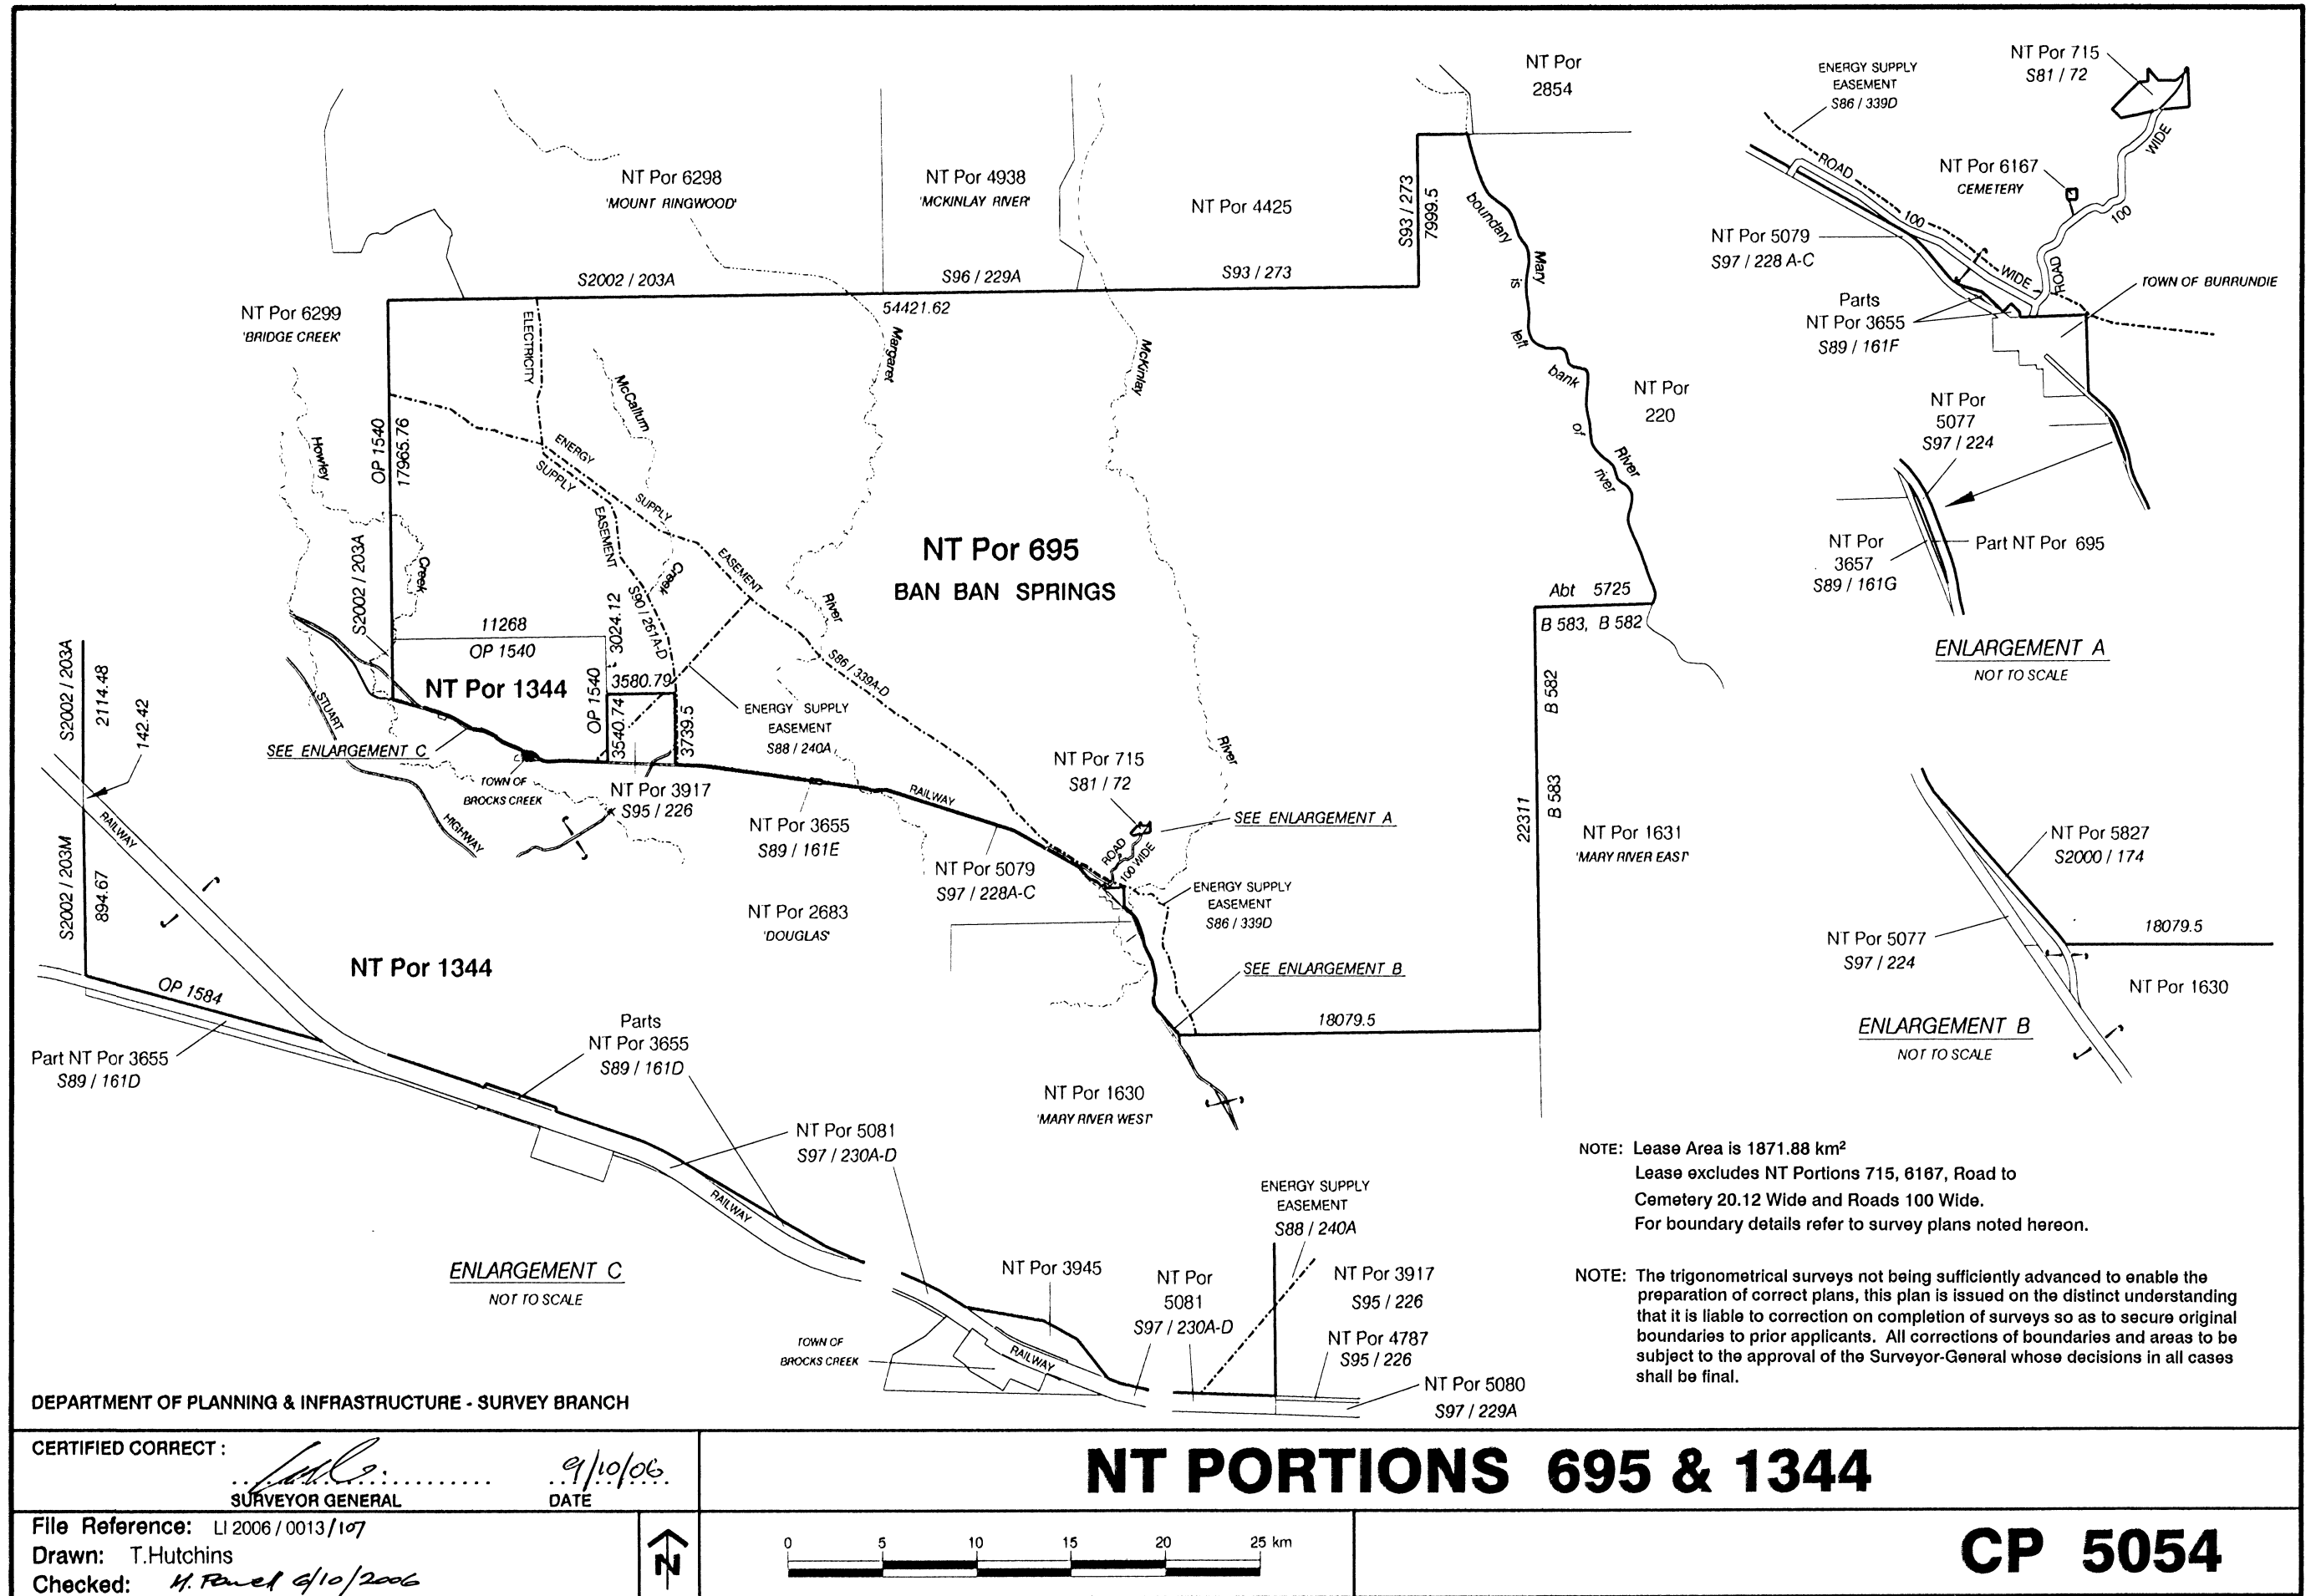 NT Por
2854
NT Por 6298
'MOUNT RINGWOOD'
NT Por 4938
'MCKINLAY RIVER'
NT Por 4425
S93 / 273
7999.5
S2002 / 203A
S96 / 229A
S93 / 273
54421.62
NT Por 6299
'BRIDGE CREEK'
ELECTRICITY
Margaret
McKinlay
McCallum
Howley
OP 1540
17965.76
ENERGY
SUPPLY
SUPPLY
EASEMENT
EASEMENT
boundary
is
left
bank
of
river
Mary
River
NT Por
220
S2002 / 203A
Creek
Creek
River
NT Por 695
BAN BAN SPRINGS
11268
OP 1540
3024.12
S90 / 261A-D
S86 / 339A-D
Abt 5725
B 583, B 582
B 582
B 583
22311
NT Por 1344
3580.79
OP 1540
3540.74
3739.5
STUART
HIGHWAY
ENERGY SUPPLY
EASEMENT
S88 / 240A
SEE ENLARGEMENT C
TOWN OF
BROCKS CREEK
NT Por 3917
S95 / 226
RAILWAY
NT Por 3655
S89 / 161E
NT Por 5079
S97 / 228A-C
NT Por 715
S81 / 72
River
SEE ENLARGEMENT A
ROAD
100 WIDE
ENERGY SUPPLY
EASEMENT
S86 / 339D
NT Por 2683
'DOUGLAS'
NT Por 1631
'MARY RIVER EAST'
SEE ENLARGEMENT B
18079.5
NT Por 1630
'MARY RIVER WEST'
ENERGY SUPPLY
EASEMENT
S86 / 339D
NT Por 715
S81 / 72
ROAD
100
WIDE
NT Por 6167
CEMETERY
WIDE
100
ROAD
NT Por 5079
S97 / 228 A-C
TOWN OF BURRUNDIE
Parts
NT Por 3655
S89 / 161F
NT Por
5077
S97 / 224
NT Por
3657
S89 / 161G
Part NT Por 695
ENLARGEMENT A
NOT TO SCALE
NT Por 5827
S2000 / 174
18079.5
NT Por 5077
S97 / 224
NT Por 1630
ENLARGEMENT B
NOT TO SCALE
S2002 / 203A
2114.48
142.42
RAILWAY
S2002 / 203M
894.67
NT Por 1344
OP 1584
Part NT Por 3655
S89 / 161D
Parts
NT Por 3655
S89 / 161D
NT Por 5081
S97 / 230A-D
RAILWAY
ENLARGEMENT C
NOT TO SCALE
NT Por 3945
TOWN OF
BROCKS CREEK
RAILWAY
NT Por
5081
S97 / 230A-D
ENERGY SUPPLY
EASEMENT
S88 / 240A
NT Por 3917
S95 / 226
NT Por 4787
S95 / 226
NT Por 5080
S97 / 229A
NOTE: Lease Area is 1871.88 km²
Lease excludes NT Portions 715, 6167, Road to
Cemetery 20.12 Wide and Roads 100 Wide.
For boundary details refer to survey plans noted hereon.
NOTE: The trigonometrical surveys not being sufficiently advanced to enable the
preparation of correct plans, this plan is issued on the distinct understanding
that it is liable to correction on completion of surveys so as to secure original
boundaries to prior applicants. All corrections of boundaries and areas to be
subject to the approval of the Surveyor-General whose decisions in all cases
shall be final.
DEPARTMENT OF PLANNING & INFRASTRUCTURE - SURVEY BRANCH
CERTIFIED CORRECT :
9/10/06
SURVEYOR GENERAL DATE
File Reference: LI 2006 / 0013/107
Drawn: T.Hutchins
Checked: 6/10/2006
N
0 5 10 15 20 25 km
NT PORTIONS 695 & 1344
CP 5054